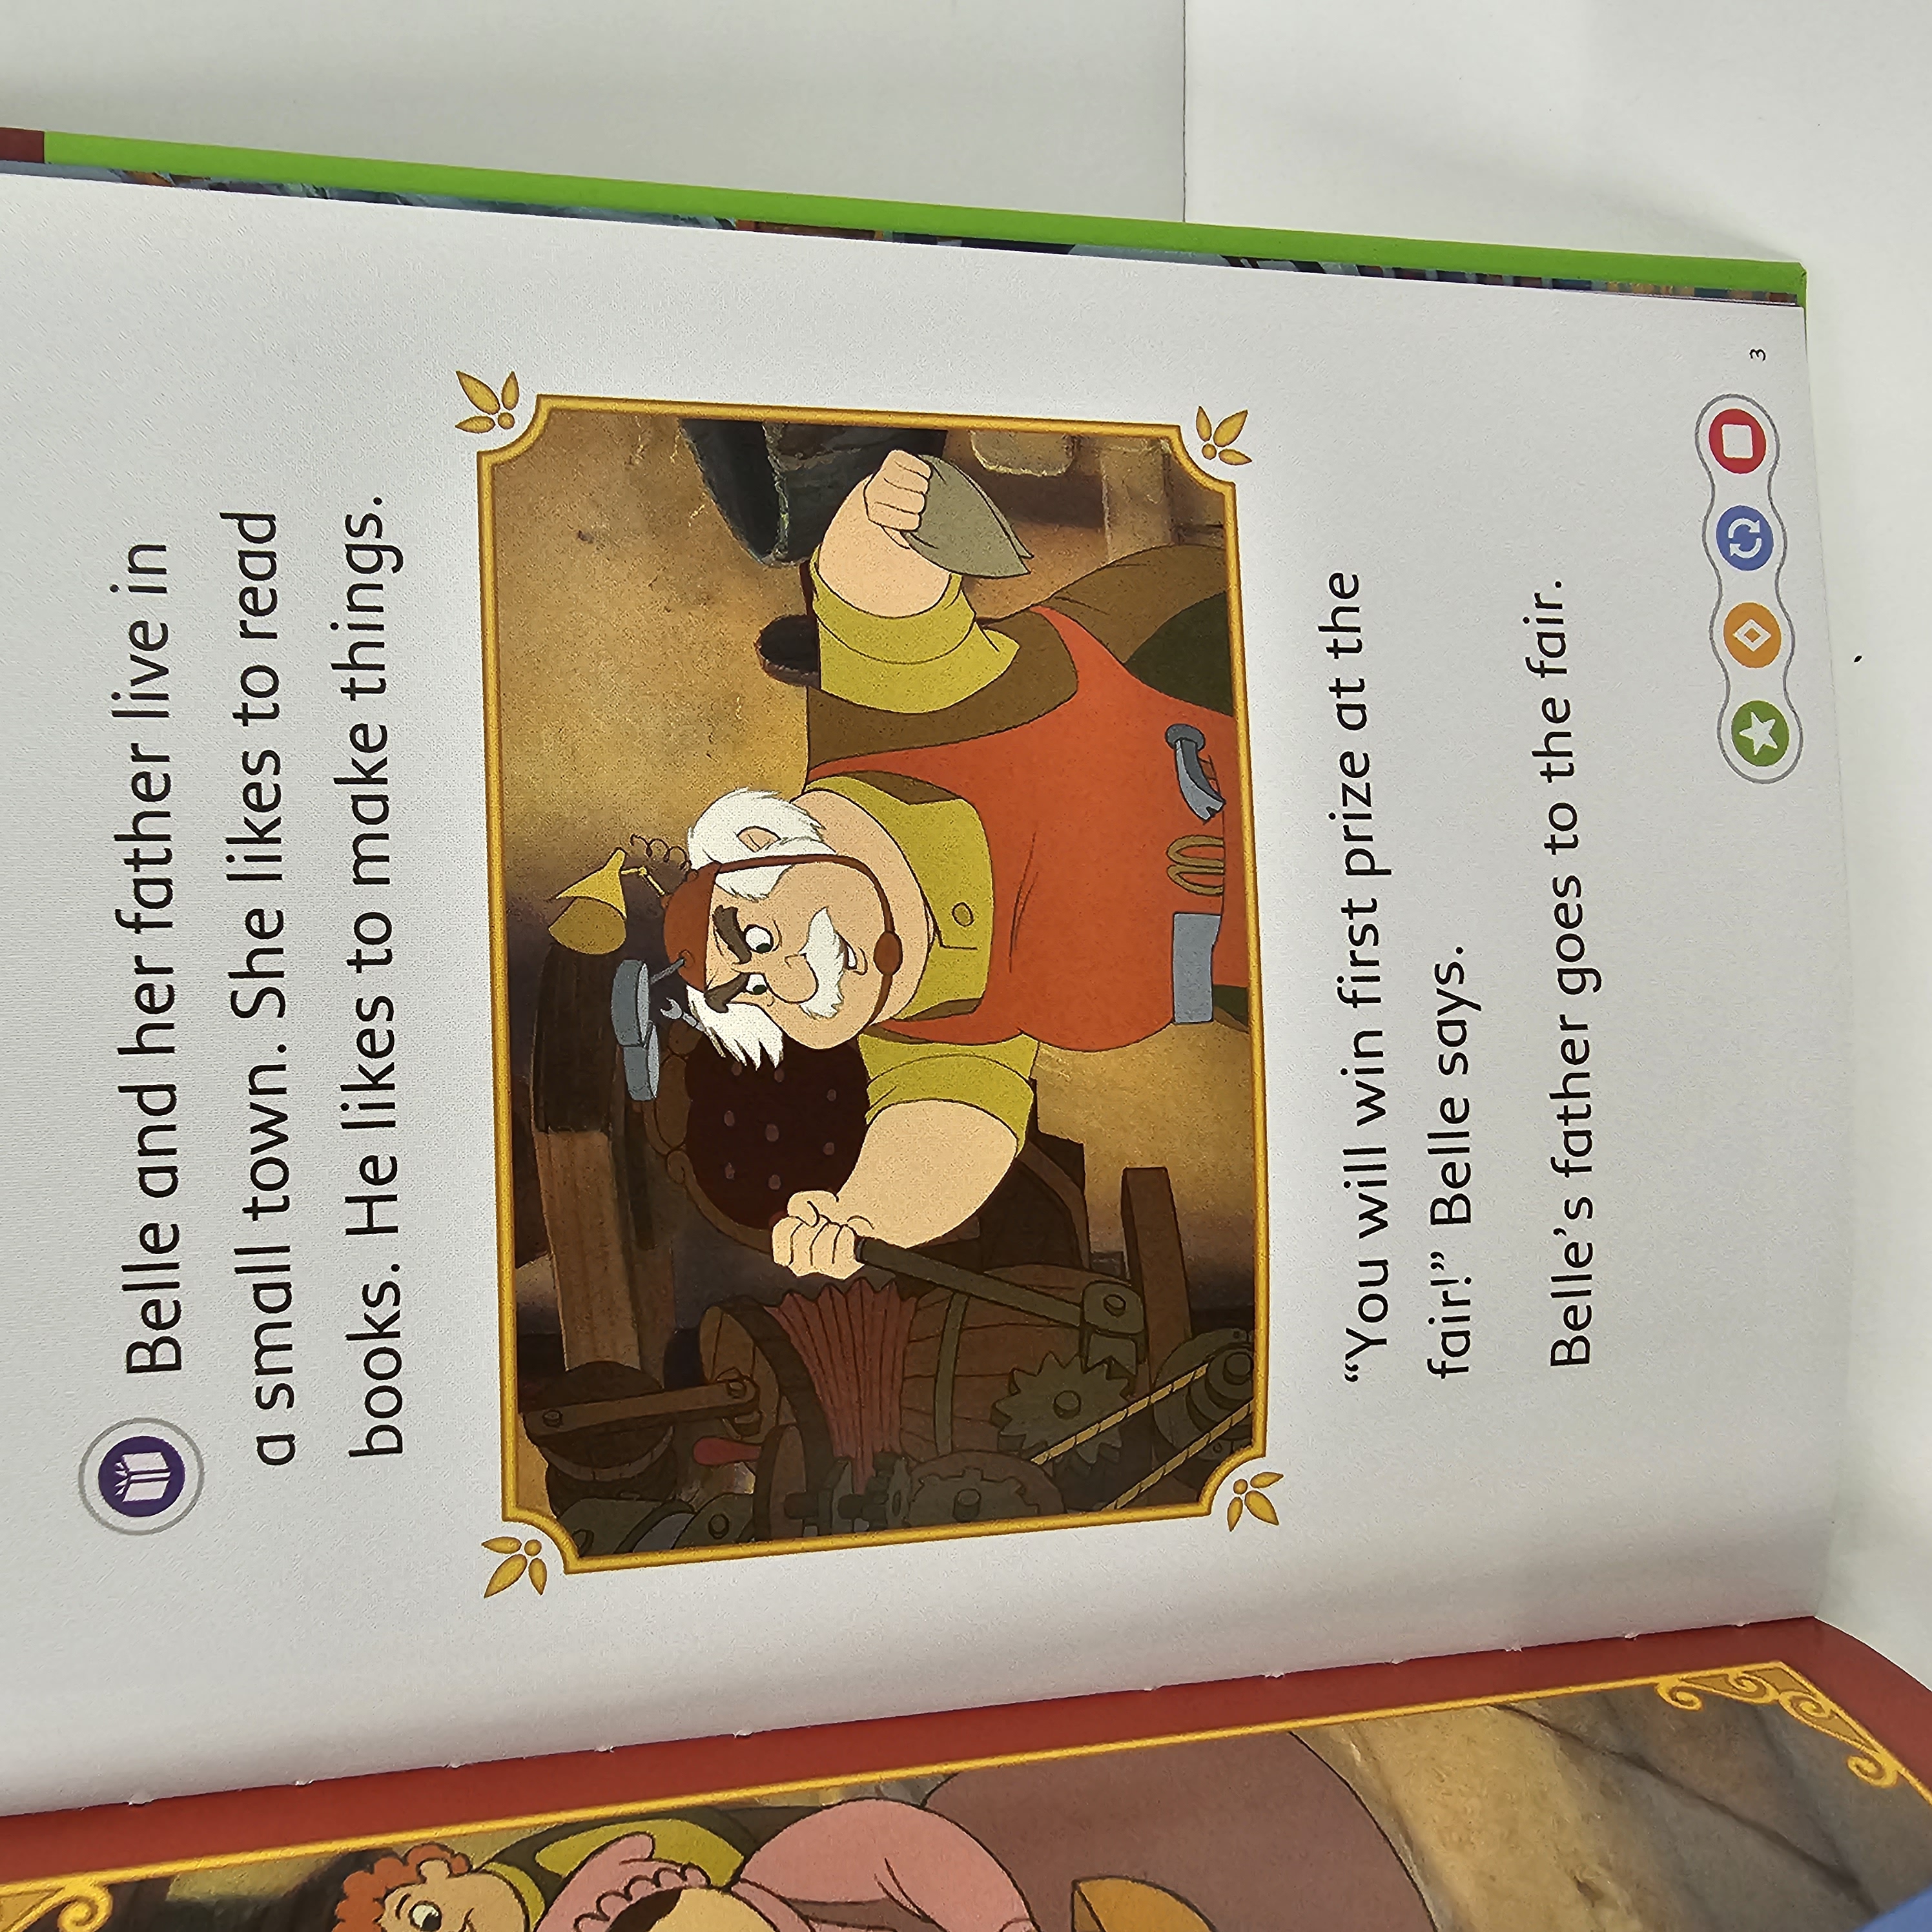 Belle and her father live in
a small town. She likes to read
books. He likes to make things.
“You will win first prize at the
fair!” Belle says.
Belle’s father goes to the fair.
3